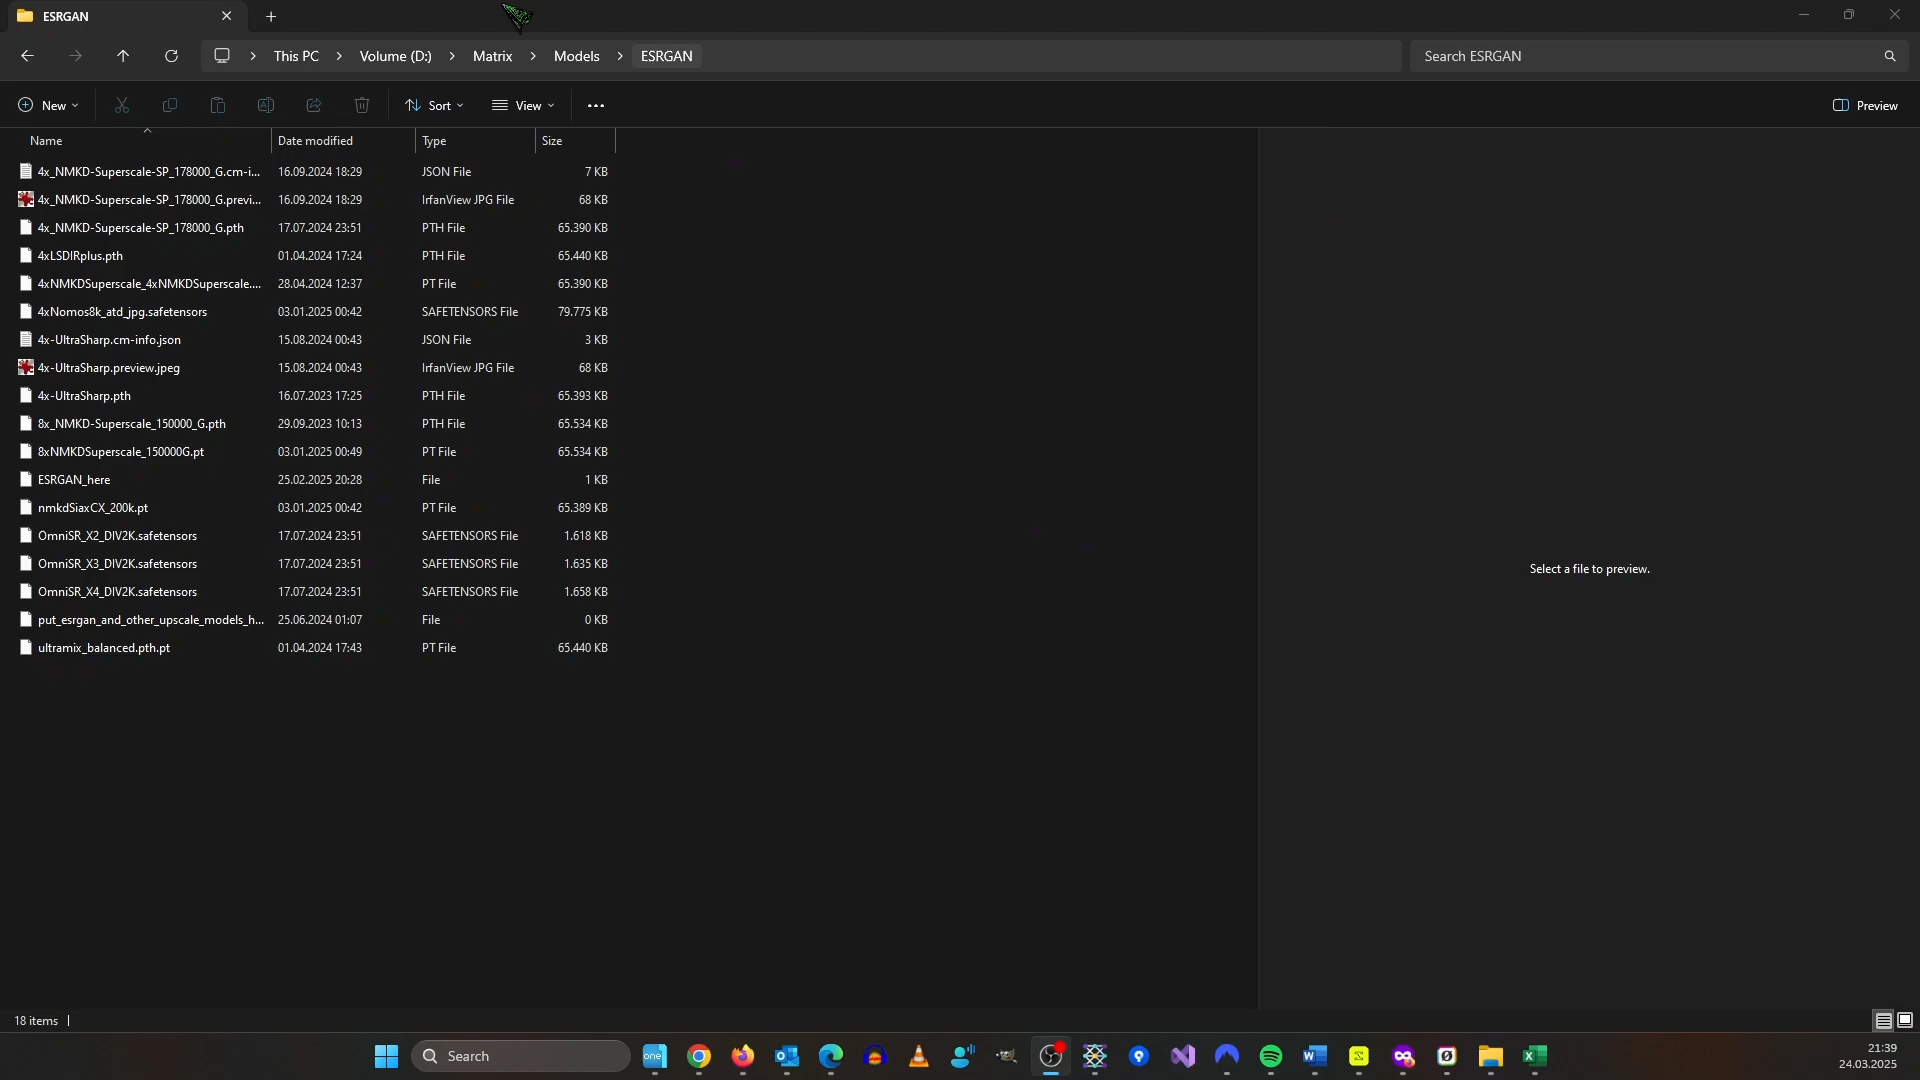 ESRGAN
This PC > Volume (D:) > Matrix > Models > ESRGAN
Search ESRGAN
New
Sort
View
Preview
Name Date modified Type Size
4x_NMKD-Superscale-SP_178000_G.cm-i... 16.09.2024 18:29 JSON File 7 KB
4x_NMKD-Superscale-SP_178000_G.previ... 16.09.2024 18:29 IrfanView JPG File 68 KB
4x_NMKD-Superscale-SP_178000_G.pth 17.07.2024 23:51 PTH File 65.390 KB
4xLSDIRplus.pth 01.04.2024 17:24 PTH File 65.440 KB
4xNMKDSuperscale_4xNMKDSuperscale.... 28.04.2024 12:37 PT File 65.390 KB
4xNomos8k_atd_jpg.safetensors 03.01.2025 00:42 SAFETENSORS File 79.775 KB
4x-UltraSharp.cm-info.json 15.08.2024 00:43 JSON File 3 KB
4x-UltraSharp.preview.jpeg 15.08.2024 00:43 IrfanView JPG File 68 KB
4x-UltraSharp.pth 16.07.2023 17:25 PTH File 65.393 KB
8x_NMKD-Superscale_150000_G.pth 29.09.2023 10:13 PTH File 65.534 KB
8xNMKDSuperscale_150000G.pt 03.01.2025 00:49 PT File 65.534 KB
ESRGAN_here 25.02.2025 20:28 File 1 KB
nmkdSiaxCX_200k.pt 03.01.2025 00:42 PT File 65.389 KB
OmniSR_X2_DIV2K.safetensors 17.07.2024 23:51 SAFETENSORS File 1.618 KB
OmniSR_X3_DIV2K.safetensors 17.07.2024 23:51 SAFETENSORS File 1.635 KB
OmniSR_X4_DIV2K.safetensors 17.07.2024 23:51 SAFETENSORS File 1.658 KB
put_esrgan_and_other_upscale_models_h... 25.06.2024 01:07 File 0 KB
ultramix_balanced.pth.pt 01.04.2024 17:43 PT File 65.440 KB
Select a file to preview.
18 items
Search
one
21:39
24.03.2025